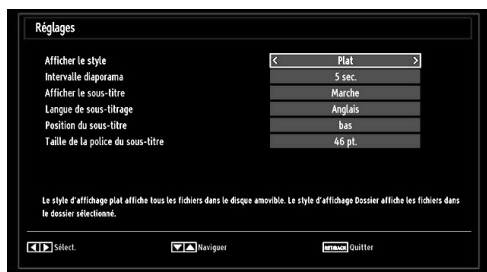 Réglages
Afficher le style < Plat >
Intervalle diaporama 5 sec.
Afficher le sous-titre Marche
Langue de sous-titrage Anglais
Position du sous-titre bas
Taille de la police du sous-titre 46 pt.
Le style d'affichage plat affiche tous les fichiers dans le disque amovible. Le style d'affichage Dossier affiche les fichiers dans
le dossier sélectionné.
Sélect. Naviguer RET/BACK Quitter